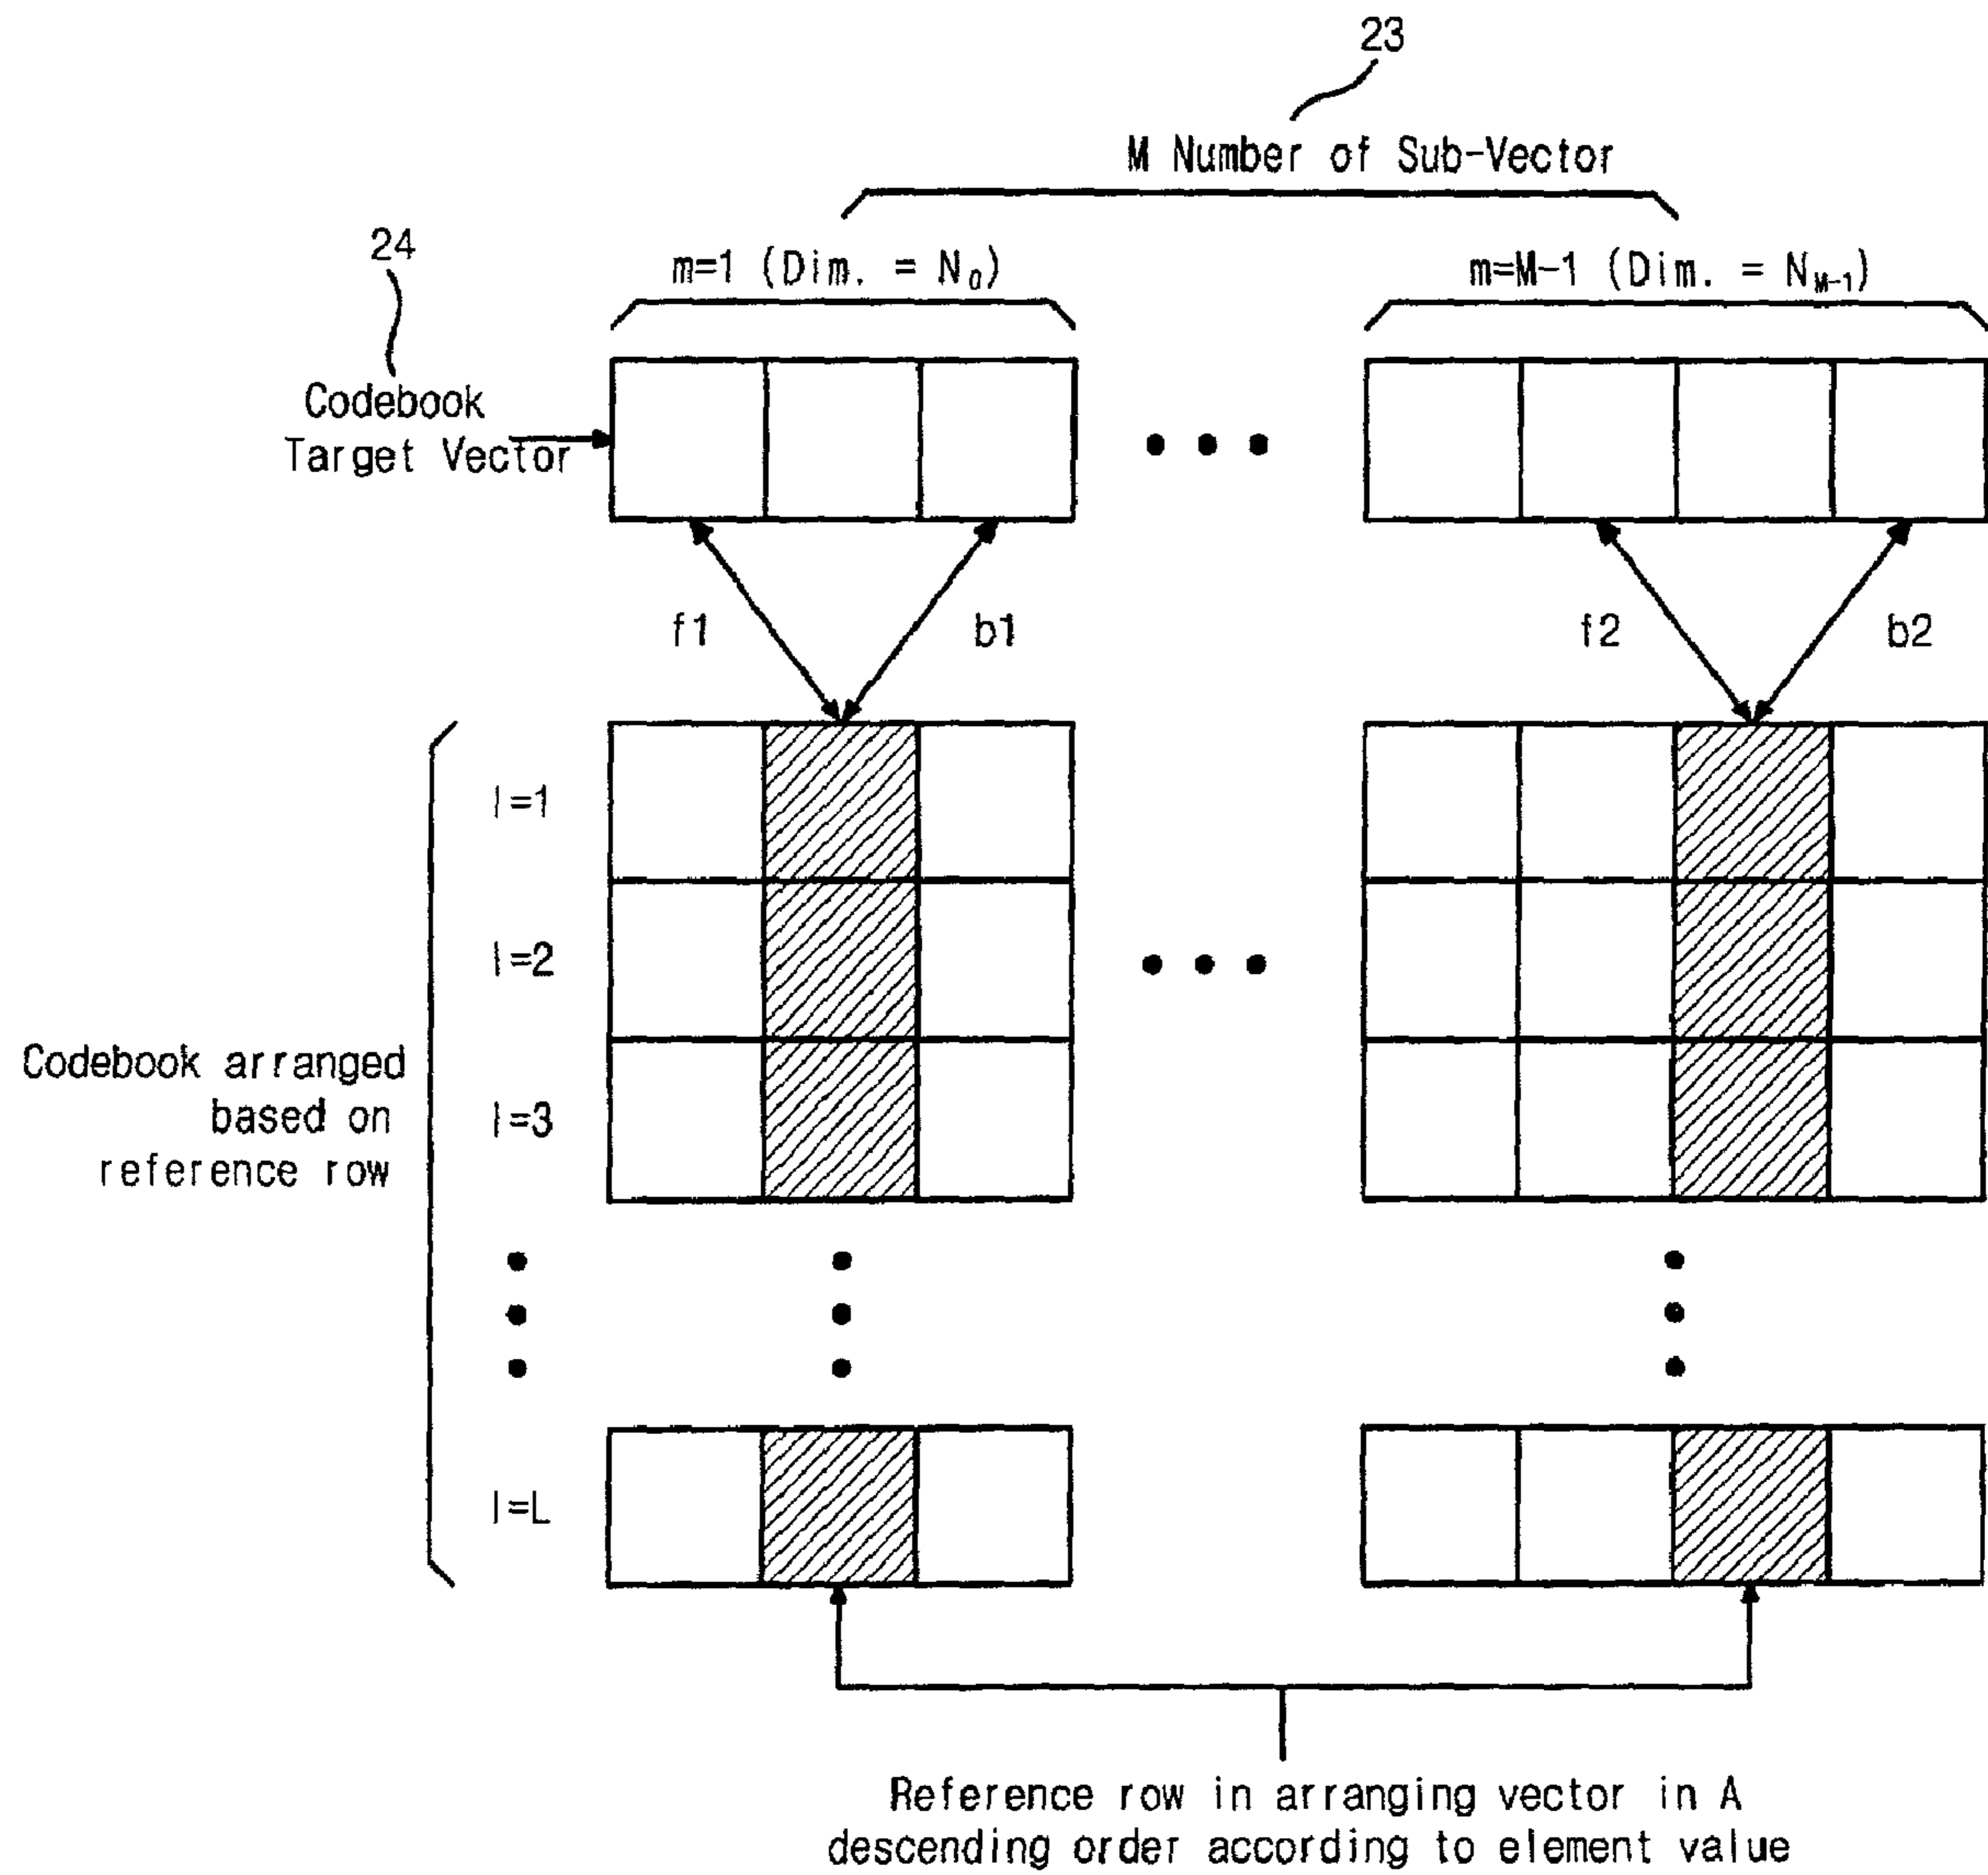 23
M Number of Sub-Vector
24
m=1 (Dim. = N₀)
m=M-1 (Dim. = Nₘ₋₁)
Codebook
Target Vector
f1
b1
f2
b2
l=1
l=2
Codebook arranged
based on
reference row
l=3
l=L
Reference row in arranging vector in A
descending order according to element value